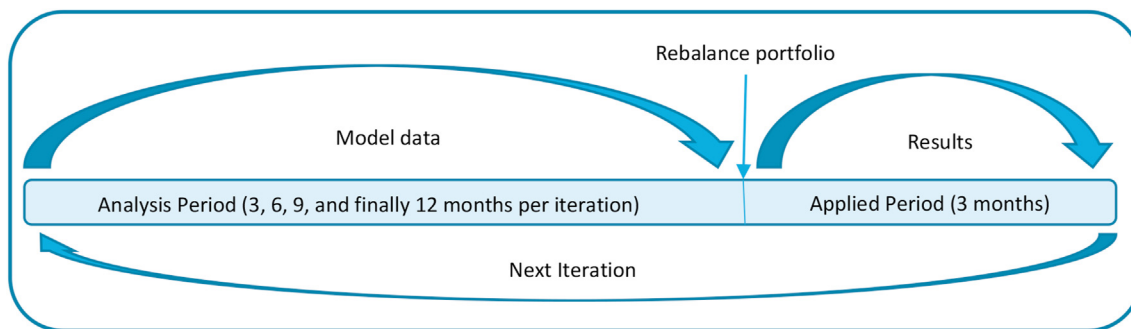 Rebalance portfolio
Model data
Results
Analysis Period (3, 6, 9, and finally 12 months per iteration)
Applied Period (3 months)
Next Iteration